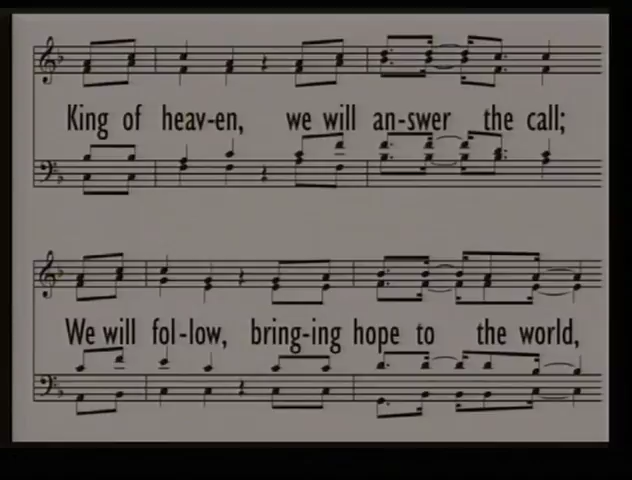 King of heav-en, we will an-swer the call;
We will fol-low, bring-ing hope to the world,